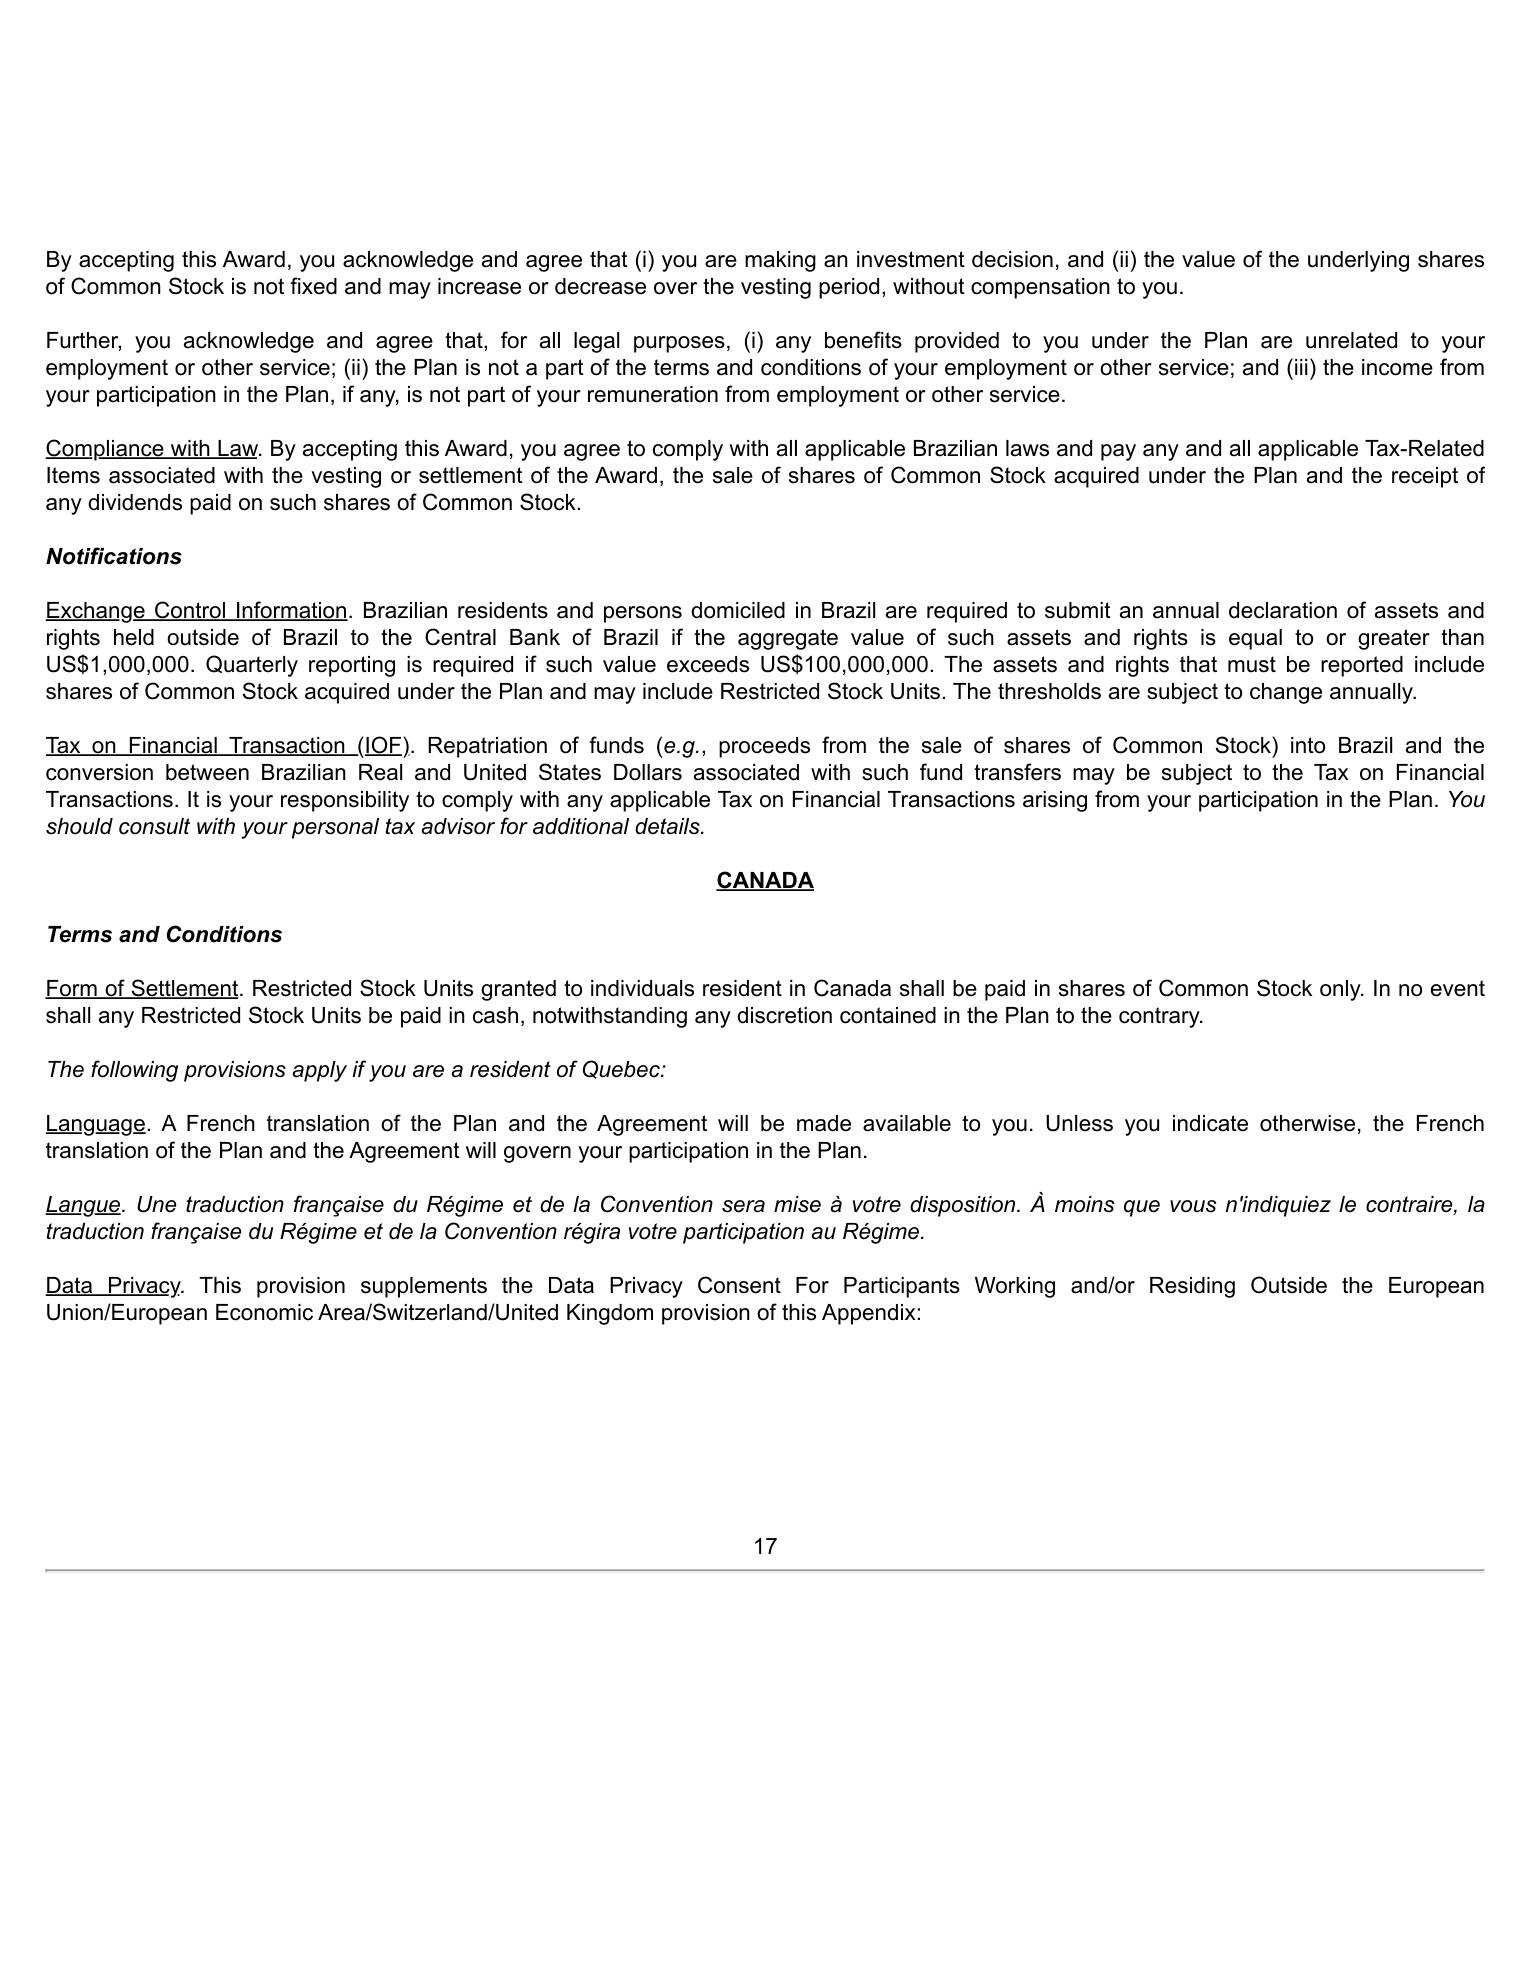 By accepting this Award, you acknowledge and agree that (i) you are making an investment decision, and (ii) the value of the underlying shares
of Common Stock is not fixed and may increase or decrease over the vesting period, without compensation to you.
Further, you acknowledge and agree that, for all legal purposes, (i) any benefits provided to you under the Plan are unrelated to your
employment or other service; (ii) the Plan is not a part of the terms and conditions of your employment or other service; and (iii) the income from
your participation in the Plan, if any, is not part of your remuneration from employment or other service.
Compliance with Law. By accepting this Award, you agree to comply with all applicable Brazilian laws and pay any and all applicable Tax-Related
Items associated with the vesting or settlement of the Award, the sale of shares of Common Stock acquired under the Plan and the receipt of
any dividends paid on such shares of Common Stock.
Notifications
Exchange Control Information. Brazilian residents and persons domiciled in Brazil are required to submit an annual declaration of assets and
rights held outside of Brazil to the Central Bank of Brazil if the aggregate value of such assets and rights is equal to or greater than
US$1,000,000. Quarterly reporting is required if such value exceeds US$100,000,000. The assets and rights that must be reported include
shares of Common Stock acquired under the Plan and may include Restricted Stock Units. The thresholds are subject to change annually.
Tax on Financial Transaction (IOF). Repatriation of funds (e.g., proceeds from the sale of shares of Common Stock) into Brazil and the
conversion between Brazilian Real and United States Dollars associated with such fund transfers may be subject to the Tax on Financial
Transactions. It is your responsibility to comply with any applicable Tax on Financial Transactions arising from your participation in the Plan. You
should consult with your personal tax advisor for additional details.
CANADA
Terms and Conditions
Form of Settlement. Restricted Stock Units granted to individuals resident in Canada shall be paid in shares of Common Stock only. In no event
shall any Restricted Stock Units be paid in cash, notwithstanding any discretion contained in the Plan to the contrary.
The following provisions apply if you are a resident of Quebec:
Language. A French translation of the Plan and the Agreement will be made available to you. Unless you indicate otherwise, the French
translation of the Plan and the Agreement will govern your participation in the Plan.
Langue. Une traduction française du Régime et de la Convention sera mise à votre disposition. À moins que vous n'indiquiez le contraire, la
traduction française du Régime et de la Convention régira votre participation au Régime.
Data Privacy. This provision supplements the Data Privacy Consent For Participants Working and/or Residing Outside the European
Union/European Economic Area/Switzerland/United Kingdom provision of this Appendix:
17